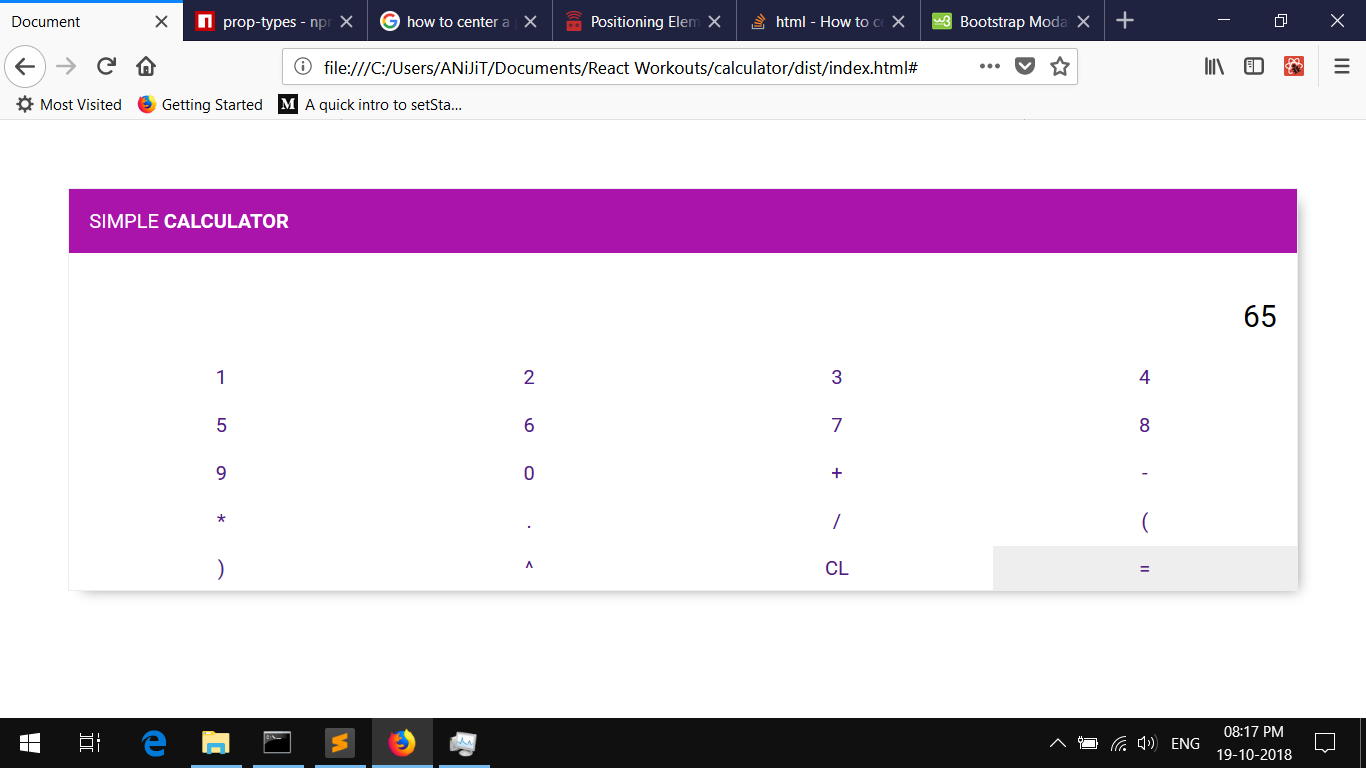 Document
prop-types - npr
how to center a p
Positioning Elem
html - How to ce
Bootstrap Moda
file:///C:/Users/ANiJiT/Documents/React Workouts/calculator/dist/index.html#
Most Visited
Getting Started
M
A quick intro to setSta...
SIMPLE CALCULATOR
65
1 2 3 4
5 6 7 8
9 0 + -
* . / (
) ^ CL =
08:17 PM
ENG
19-10-2018